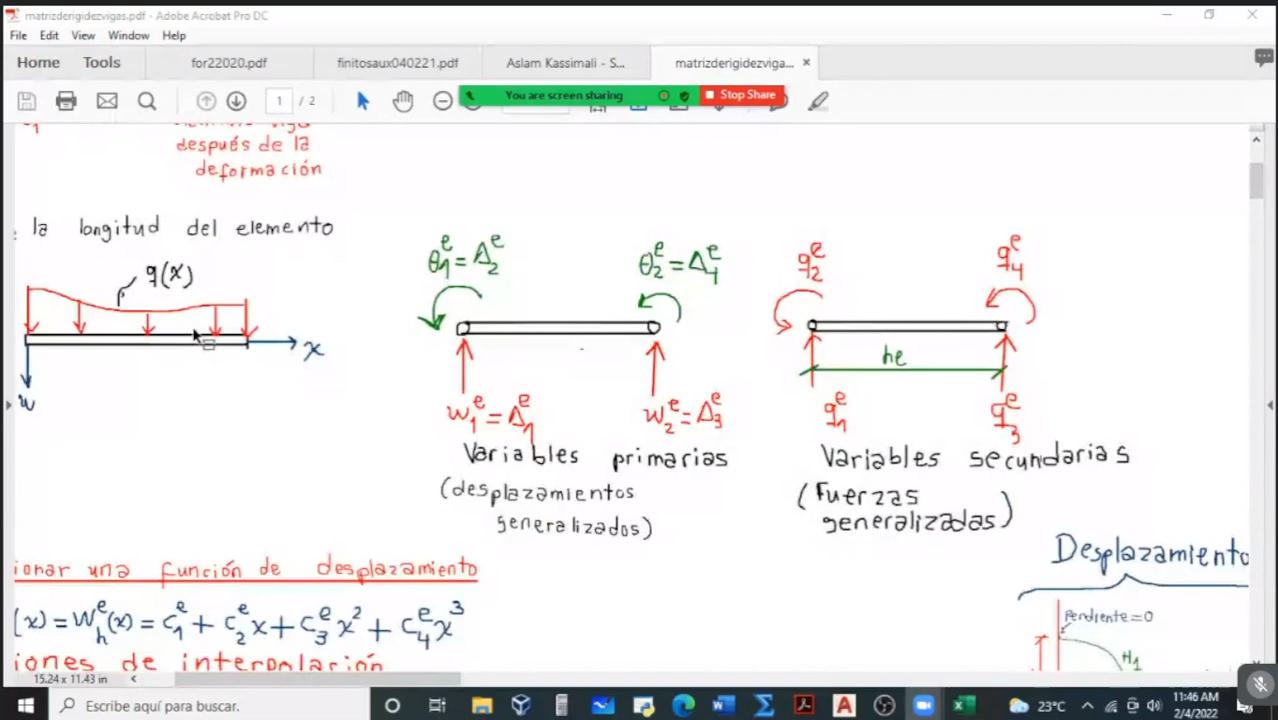 matrizderigidezvigas.pdf - Adobe Acrobat Pro DC
File Edit View Window Help
Home Tools for22020.pdf finitosaux040221.pdf Aslam Kassimali - S... matrizderigidezviga... ×
1 / 2
You are screen sharing Stop Share
después de la
deformación
la longitud del elemento
q(x)
x
w
θ₁ᵉ = Δ₂ᵉ θ₂ᵉ = Δ₄ᵉ
w₁ᵉ = Δ₁ᵉ w₂ᵉ = Δ₃ᵉ
Variables primarias
(desplazamientos
generalizados)
q₂ᵉ q₄ᵉ
he
q₁ᵉ q₃ᵉ
Variables secundarias
(Fuerzas
generalizadas)
Desplazamiento
Pendiente=0
H₁
ionar una función de desplazamiento
(x) = Wₕᵉ(x) = C₁ᵉ + C₂ᵉx + C₃ᵉx² + C₄ᵉx³
iones de interpolación
15.24 x 11.43 in
Escribe aquí para buscar.
23°C
11:46 AM
2/4/2022